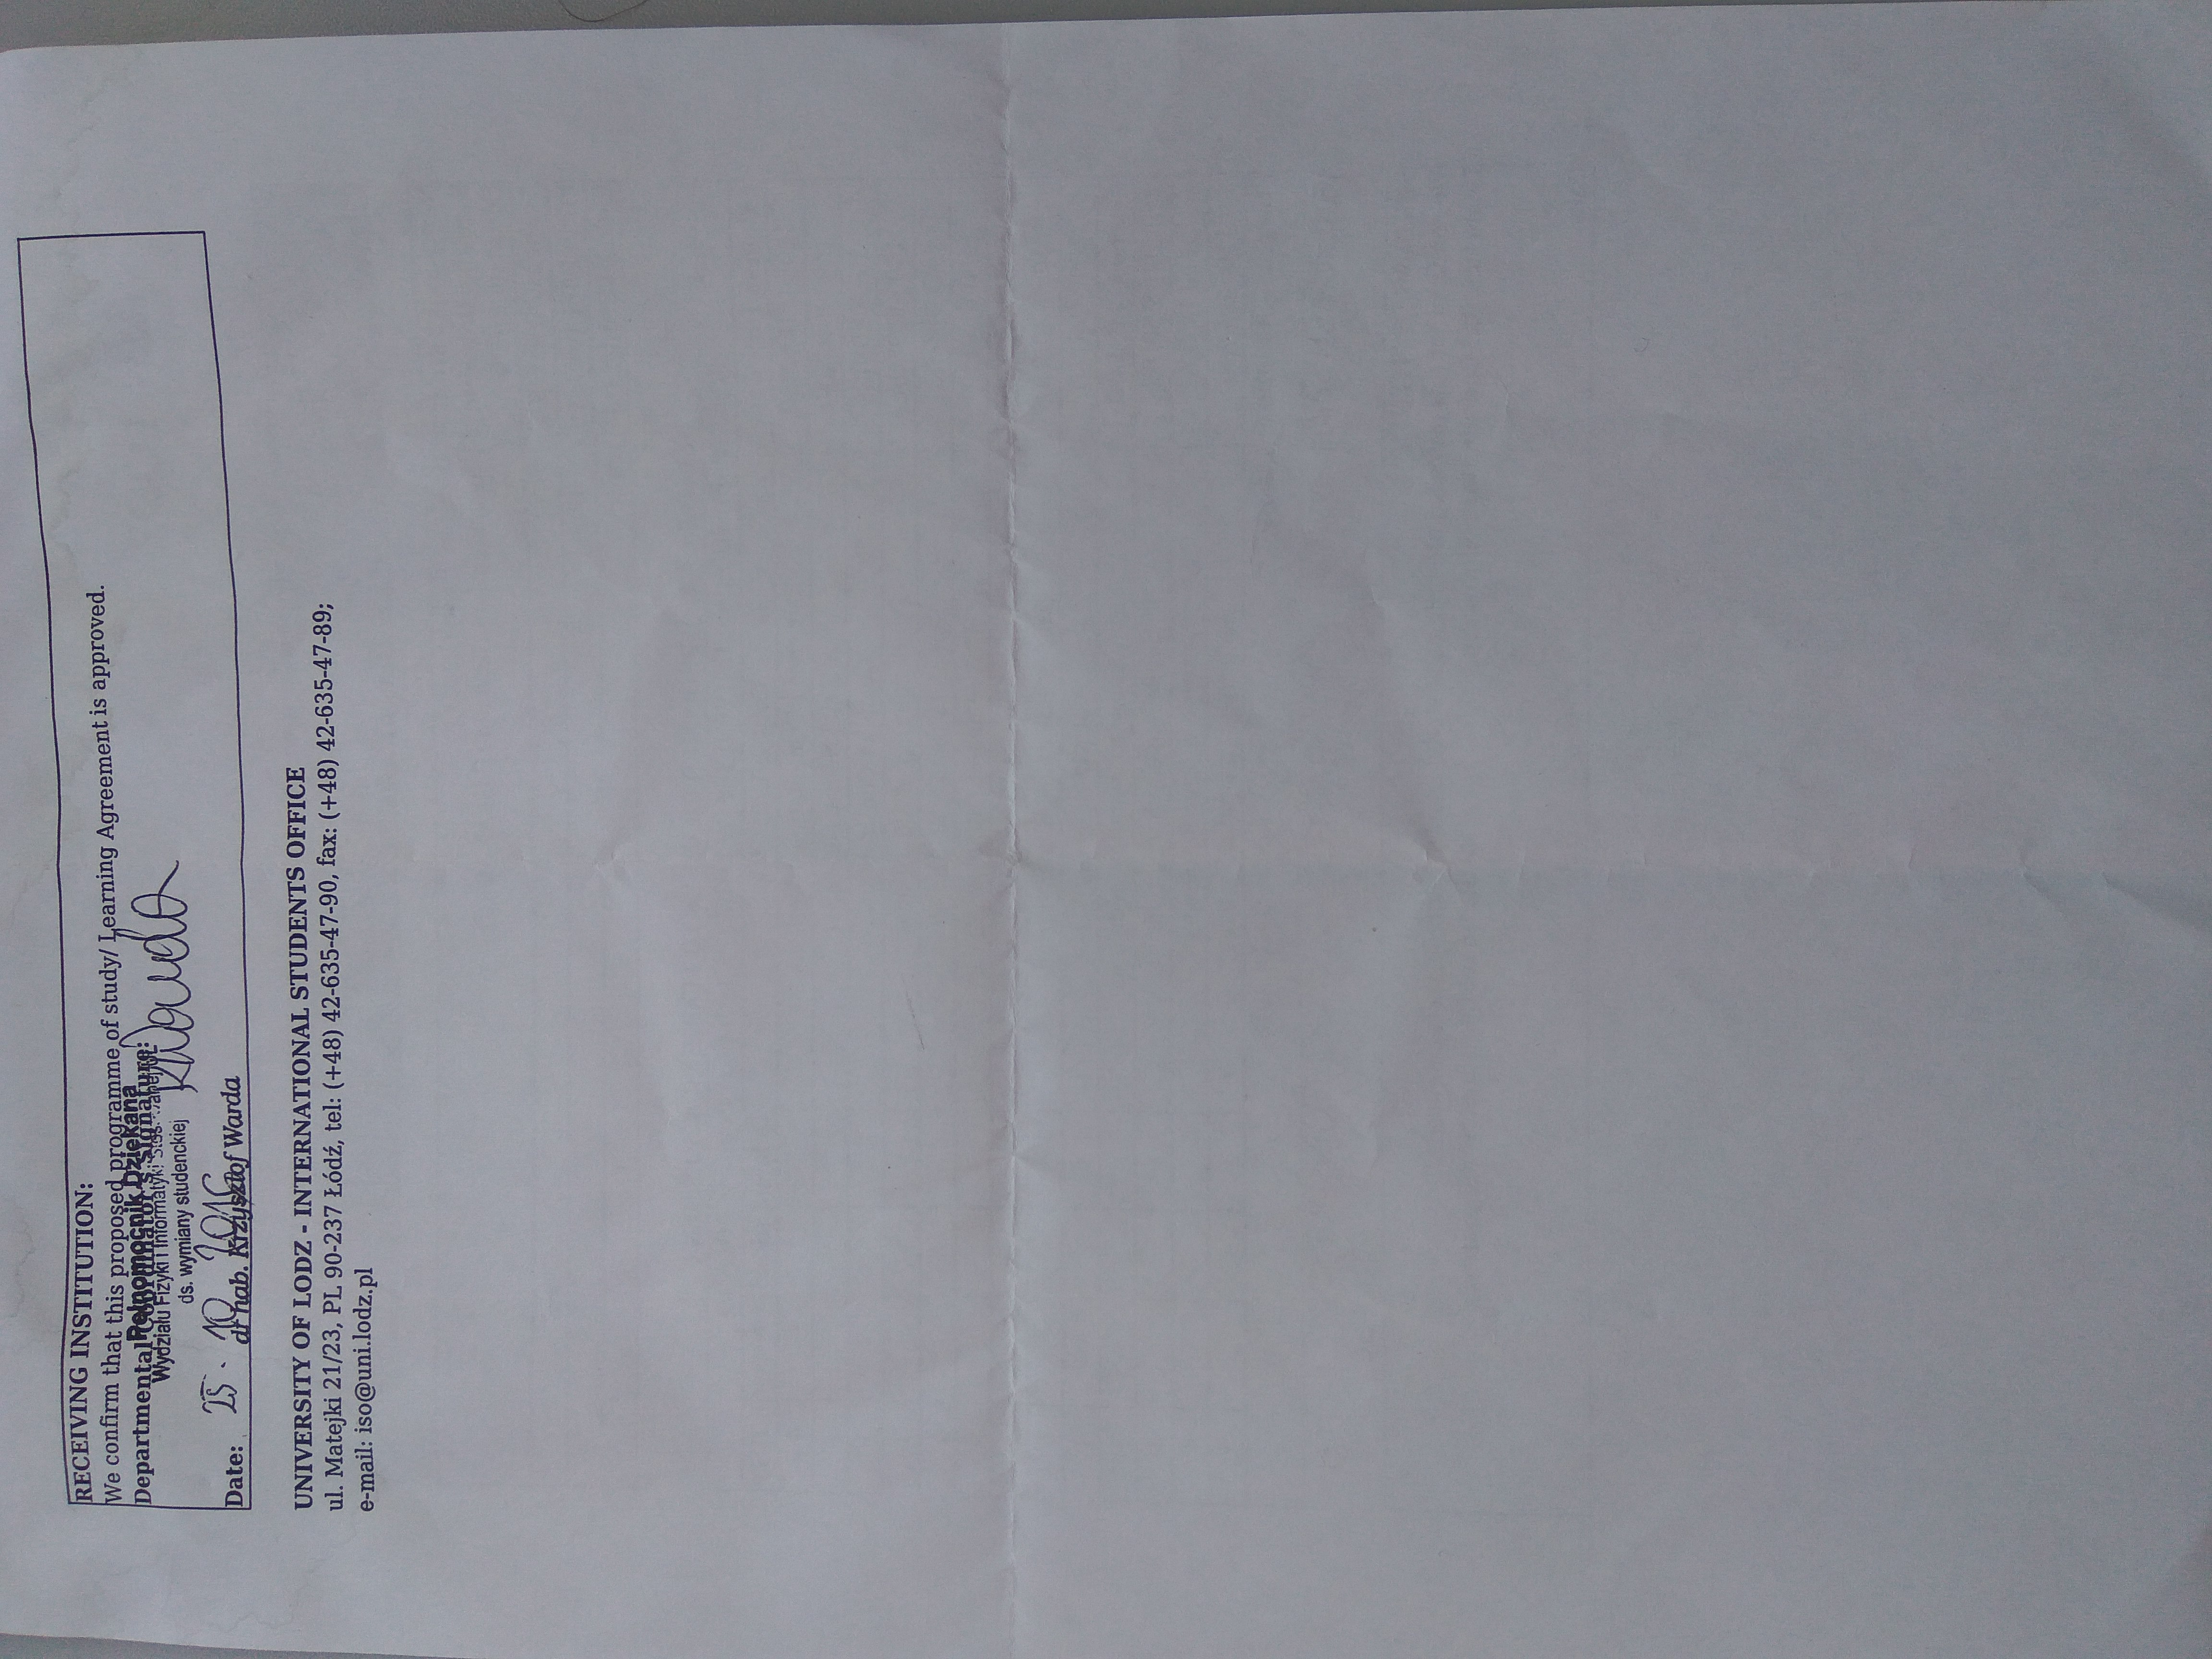 RECEIVING INSTITUTION:
We confirm that this proposed programme of study/ Learning Agreement is approved.
Departmental Coordinator's Signature:
Pełnomocnik Dziekana
Wydziału Fizyki i Informatyki
ds. wymiany studenckiej
Date: 25. 10
dr hab. Krzysztof Warda
UNIVERSITY OF LODZ - INTERNATIONAL STUDENTS OFFICE
ul. Matejki 21/23, PL 90-237 Łódź, tel: (+48) 42-635-47-90, fax: (+48) 42-635-47-89;
e-mail: iso@uni.lodz.pl